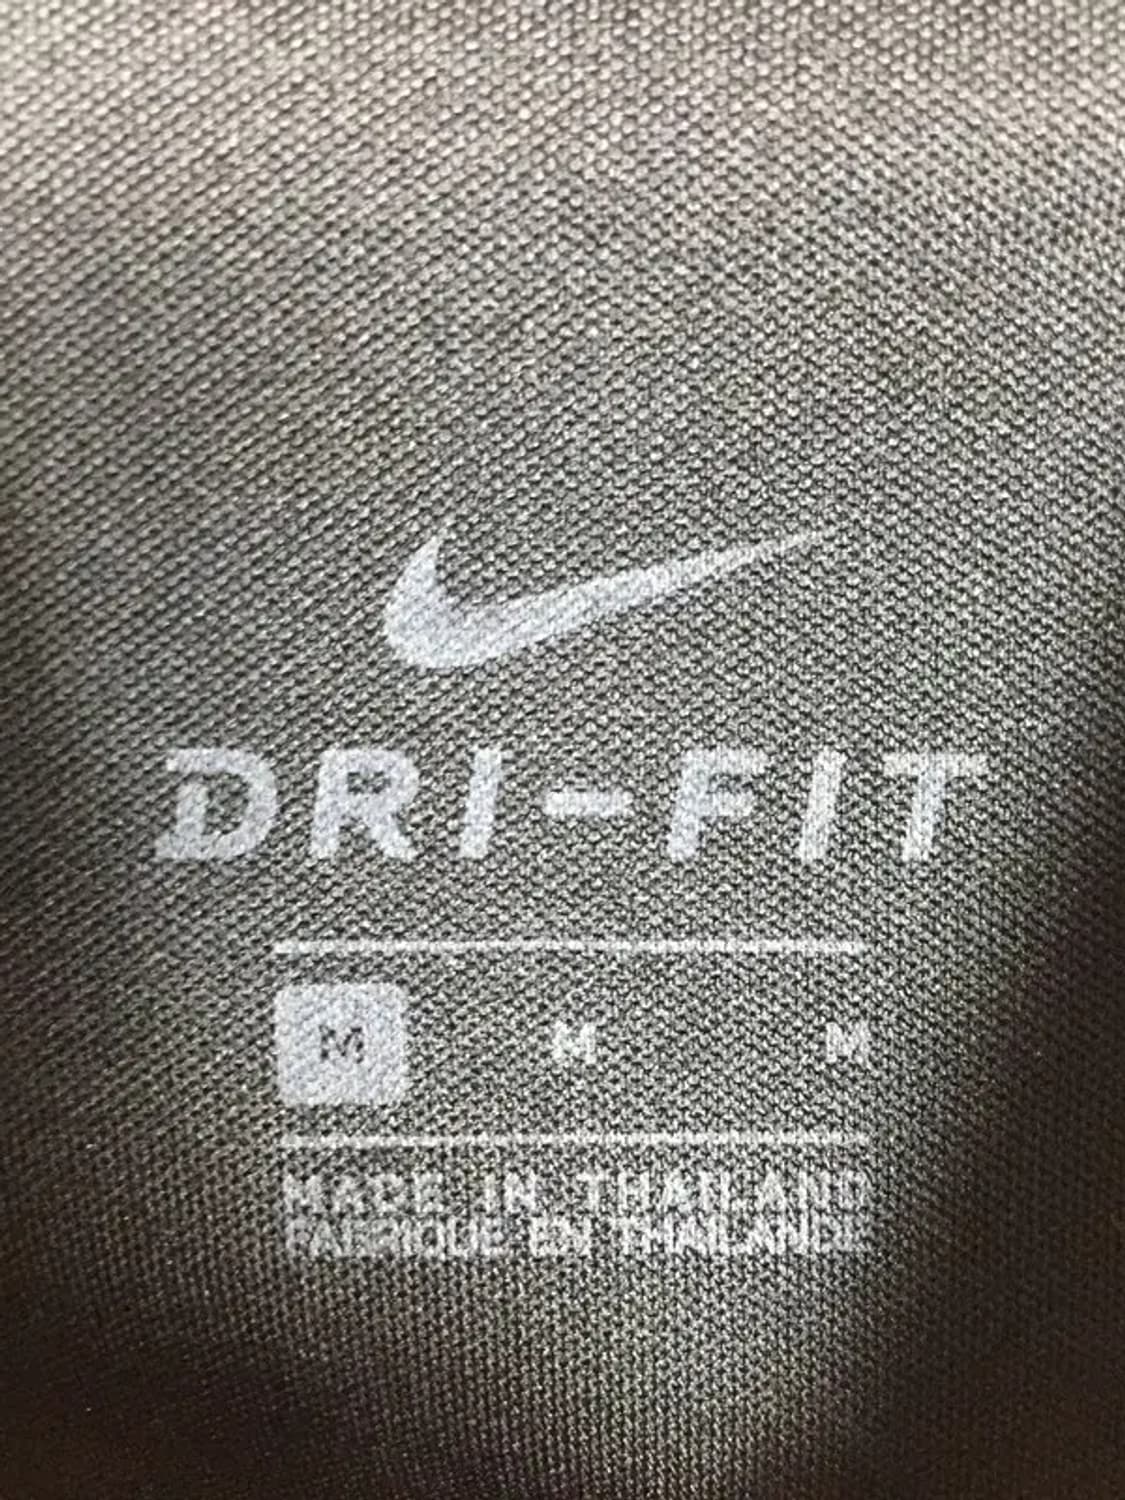 DRI-FIT
M M M
MADE IN THAILAND
FABRIQUE EN THAILANDE